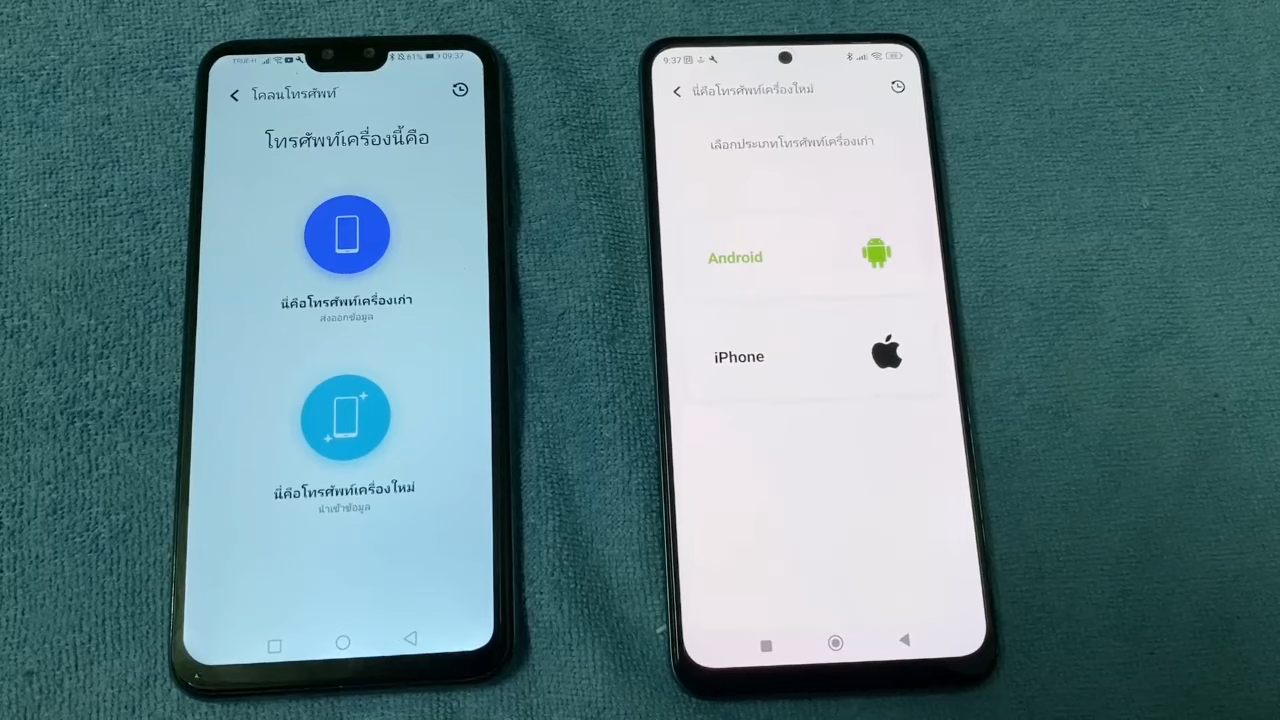 TRUE-H 61% 09:37
โคลนโทรศัพท์
โทรศัพท์เครื่องนี้คือ
นี่คือโทรศัพท์เครื่องเก่า
ส่งออกข้อมูล
นี่คือโทรศัพท์เครื่องใหม่
นำเข้าข้อมูล
9:37
นี่คือโทรศัพท์เครื่องใหม่
เลือกประเภทโทรศัพท์เครื่องเก่า
Android
iPhone